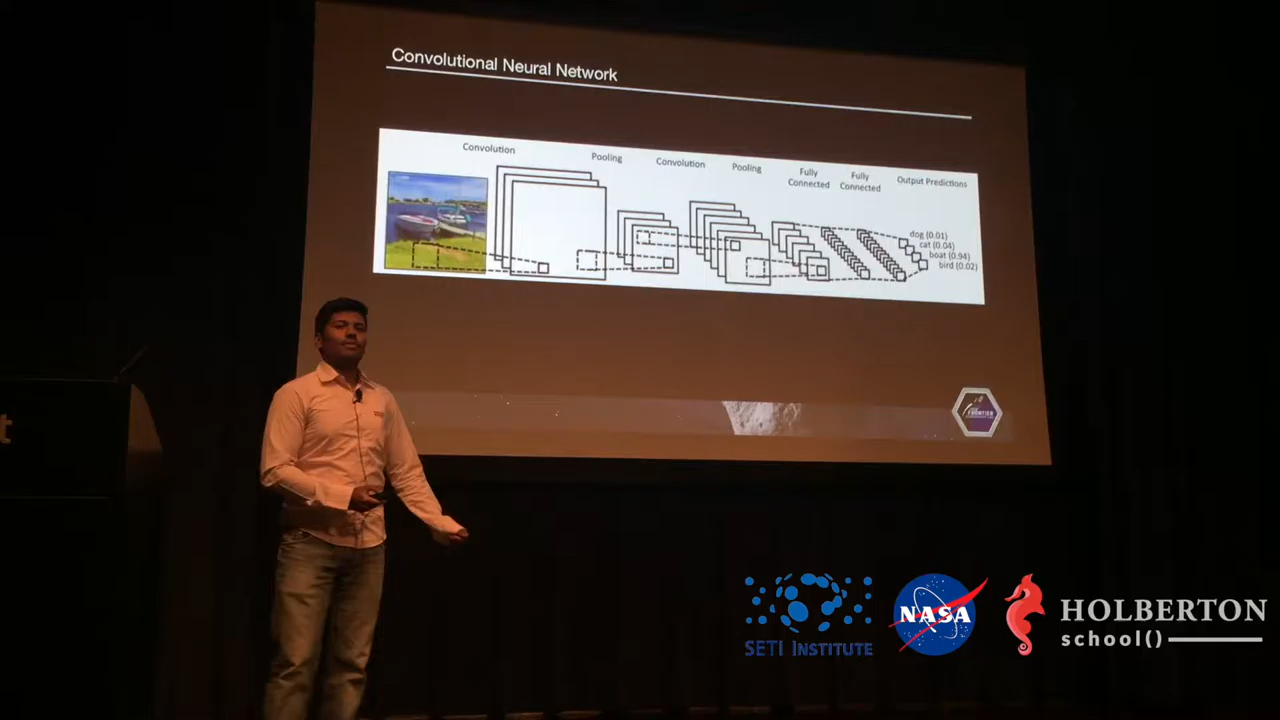 Convolutional Neural Network
Convolution
Pooling
Convolution
Pooling
Fully
Connected
Fully
Connected
Output Predictions
dog (0.01)
cat (0.04)
boat (0.94)
bird (0.02)
FRONTIER
t
SETI INSTITUTE
NASA
HOLBERTON
school()